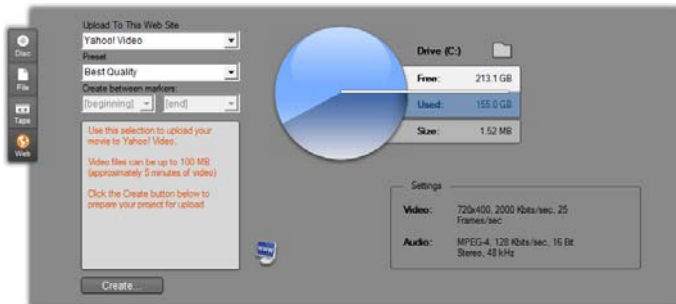 Disc
File
Tape
Web
Upload To This Web Site
Yahoo! Video
Preset
Best Quality
Create between markers:
[beginning] [end]
Use this selection to upload your
movie to Yahoo! Video.
Video files can be up to 100 MB
(approximately 5 minutes of video)
Click the Create button below to
prepare your project for upload
Create...
www
Drive (C:)
Free: 213.1 GB
Used: 155.0 GB
Size: 1.52 MB
Settings
Video: 720x400, 2000 Kbits/sec, 25
Frames/sec
Audio: MPEG-4, 128 Kbits/sec, 16 Bit
Stereo, 48 kHz